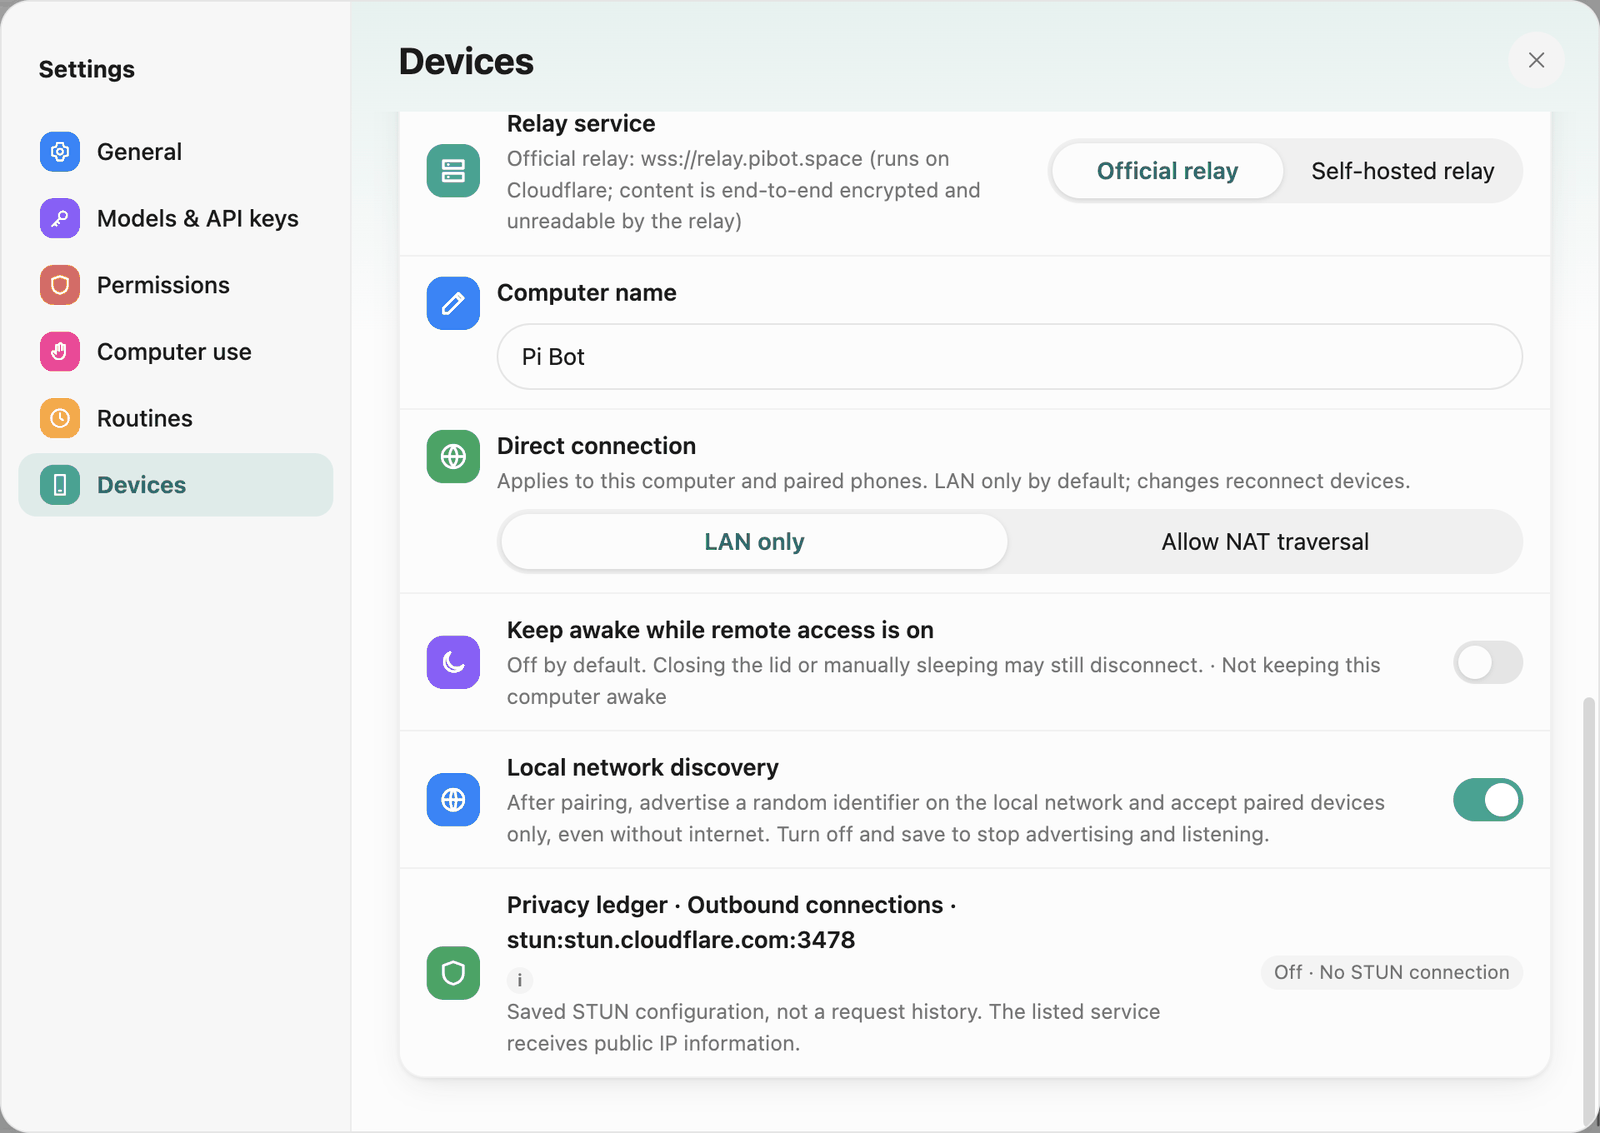 Settings
General
Models & API keys
Permissions
Computer use
Routines
Devices
Devices
Relay service
Official relay: wss://relay.pibot.space (runs on
Cloudflare; content is end-to-end encrypted and
unreadable by the relay)
Official relay
Self-hosted relay
Computer name
Pi Bot
Direct connection
Applies to this computer and paired phones. LAN only by default; changes reconnect devices.
LAN only
Allow NAT traversal
Keep awake while remote access is on
Off by default. Closing the lid or manually sleeping may still disconnect. · Not keeping this
computer awake
Local network discovery
After pairing, advertise a random identifier on the local network and accept paired devices
only, even without internet. Turn off and save to stop advertising and listening.
Privacy ledger · Outbound connections ·
stun:stun.cloudflare.com:3478
i
Off · No STUN connection
Saved STUN configuration, not a request history. The listed service
receives public IP information.